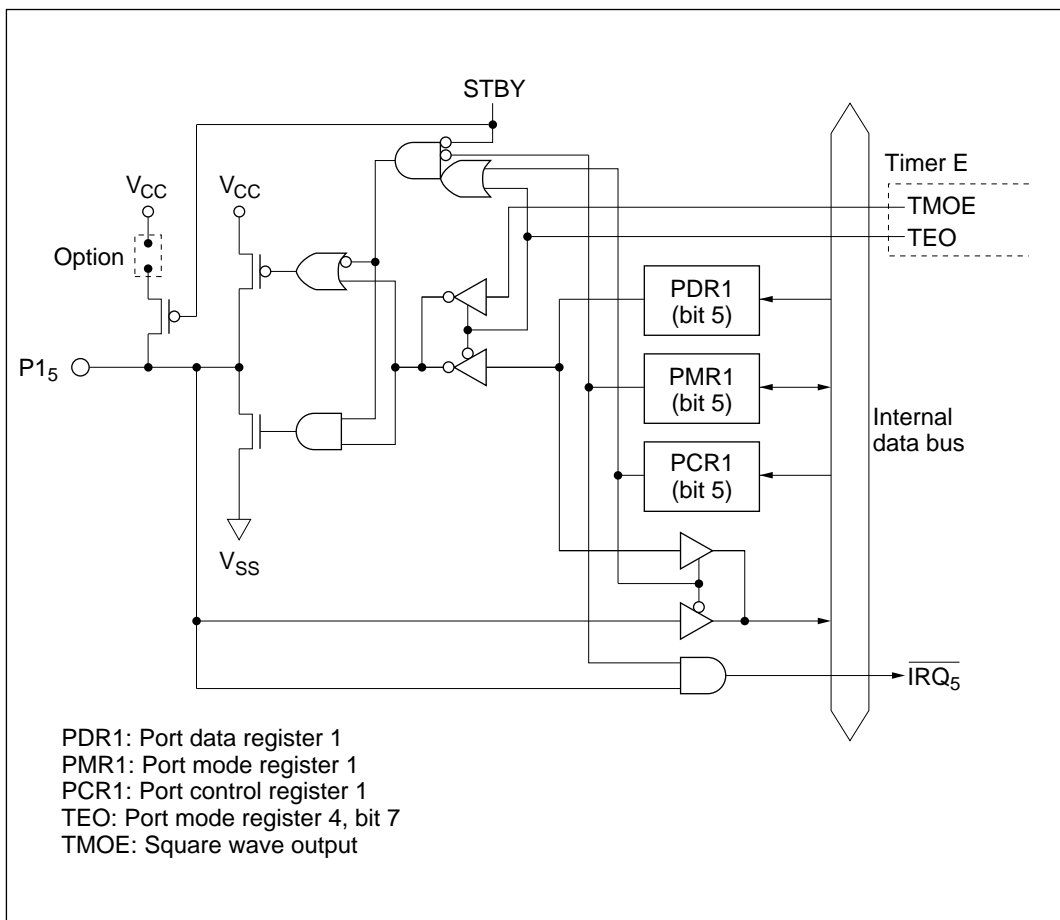 STBY
Timer E
VCC
VCC
TMOE
TEO
Option
PDR1
(bit 5)
P15
PMR1
(bit 5)
Internal
data bus
PCR1
(bit 5)
VSS
IRQ5
PDR1: Port data register 1
PMR1: Port mode register 1
PCR1: Port control register 1
TEO: Port mode register 4, bit 7
TMOE: Square wave output